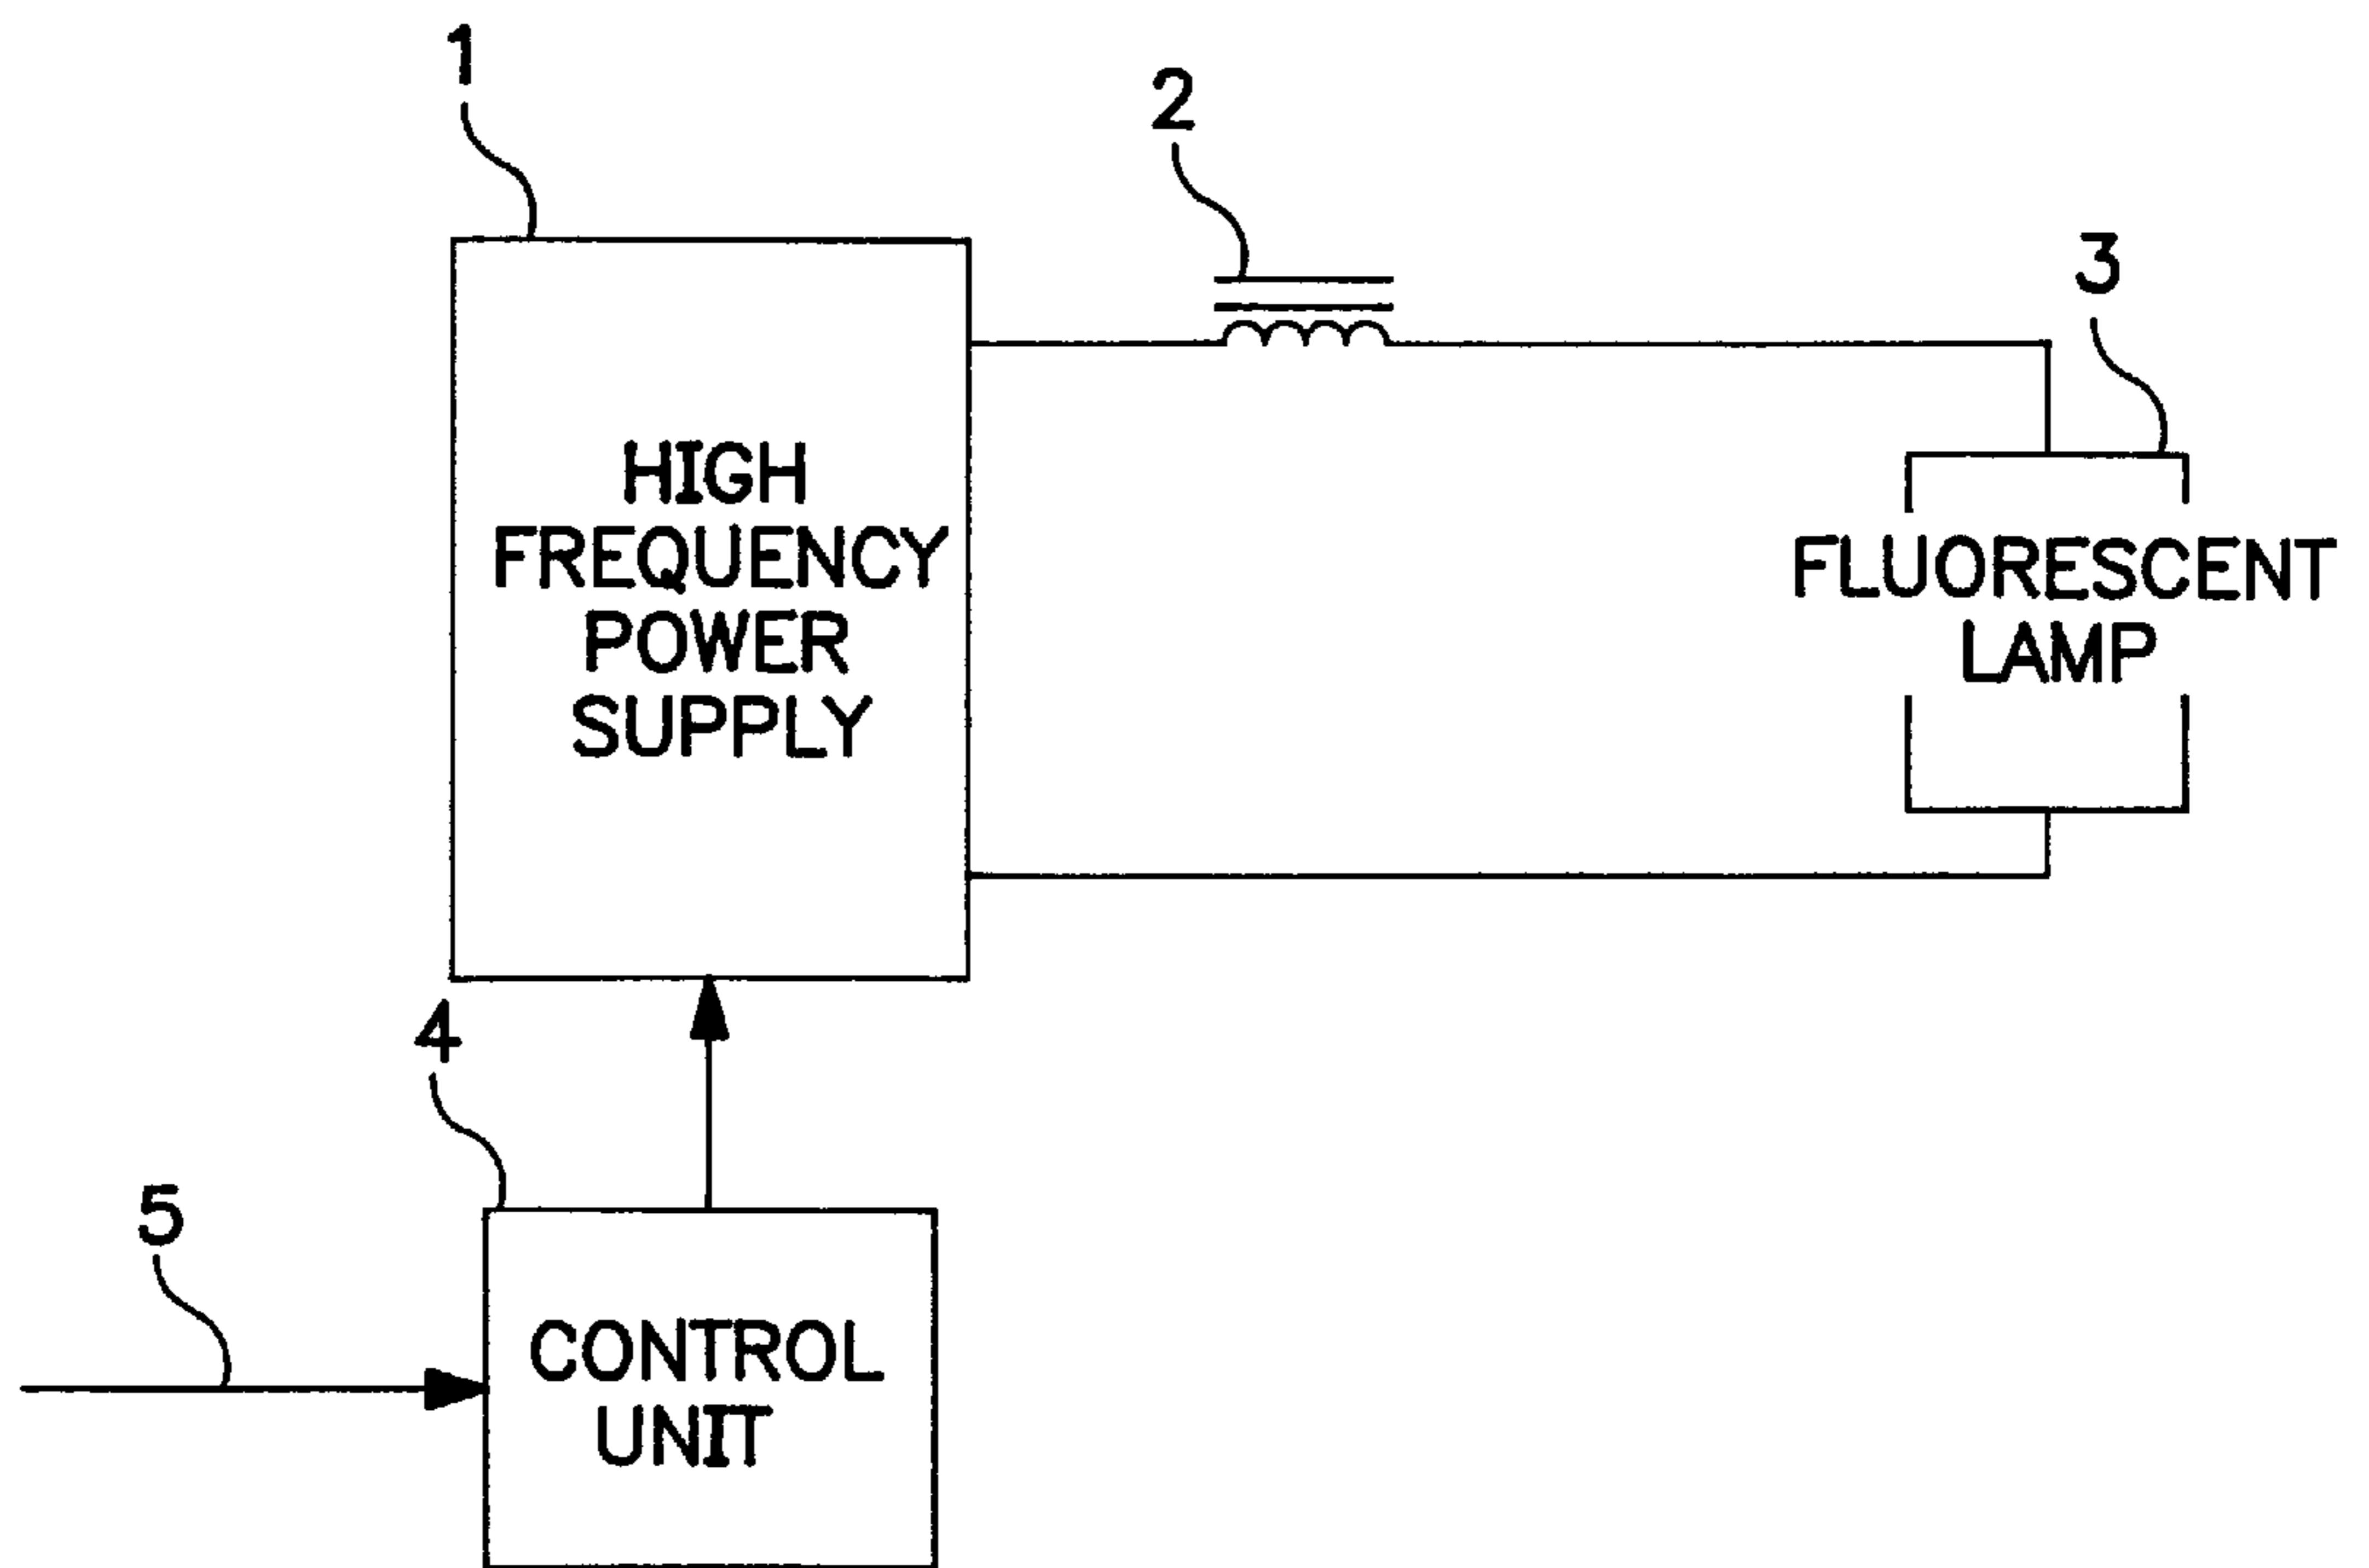 1
2
3
HIGH
FREQUENCY
POWER
SUPPLY
FLUORESCENT
LAMP
4
5
CONTROL
UNIT